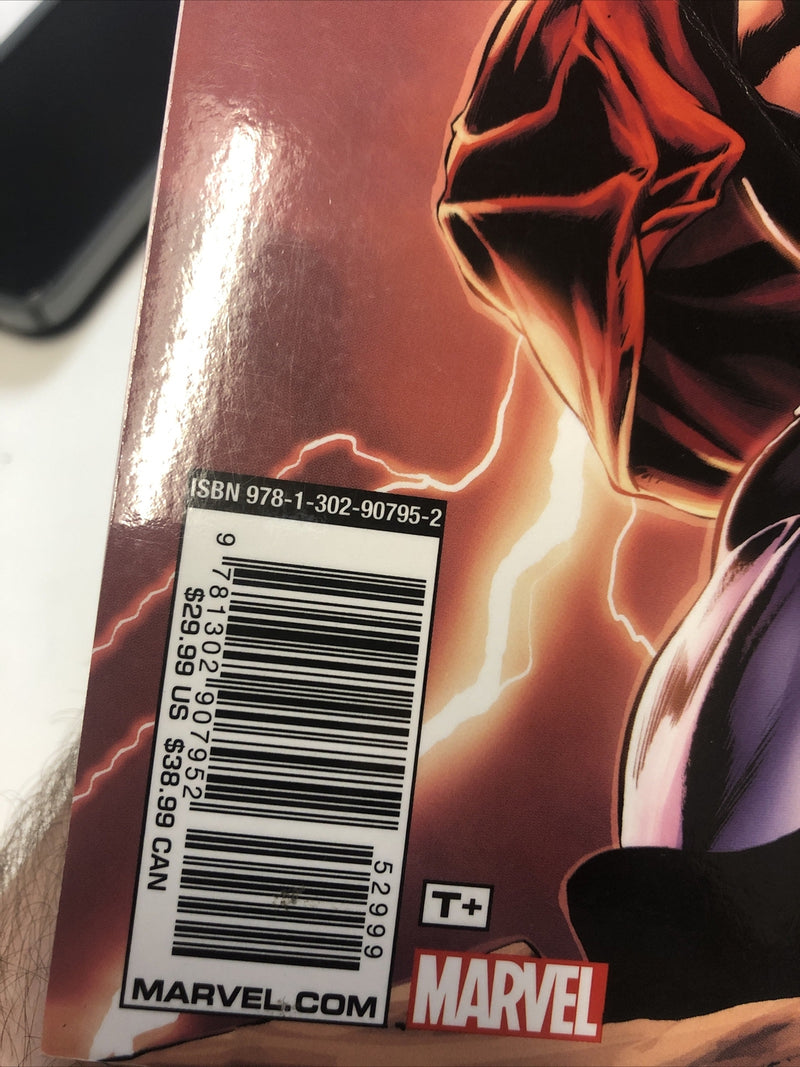 ISBN 978-1-302-90795-2
9 781302 907952
$29.99 US $38.99 CAN
52999
MARVEL.COM
T+
MARVEL